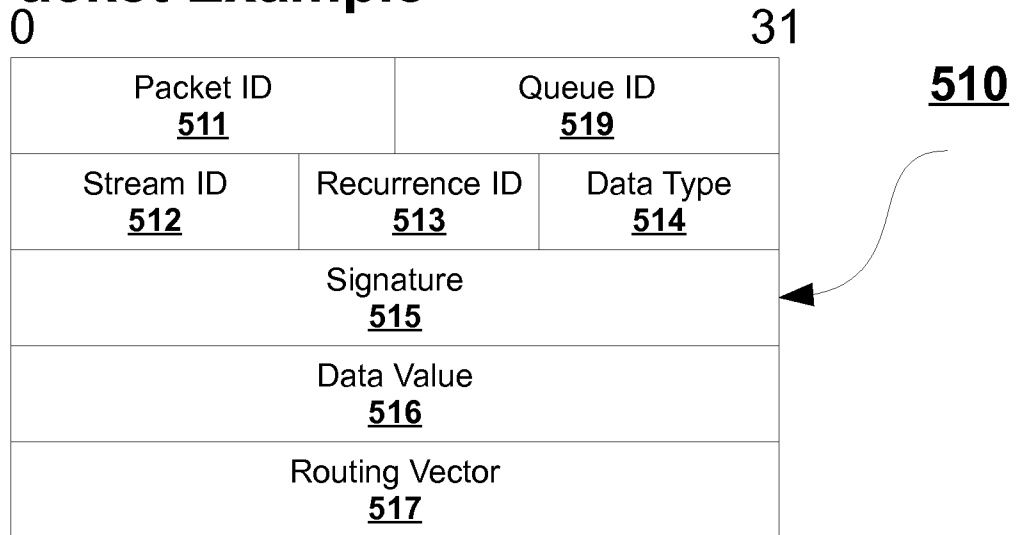 Example
0 31
510
Packet ID Queue ID
511 519
Stream ID Recurrence ID Data Type
512 513 514
Signature
515
Data Value
516
Routing Vector
517